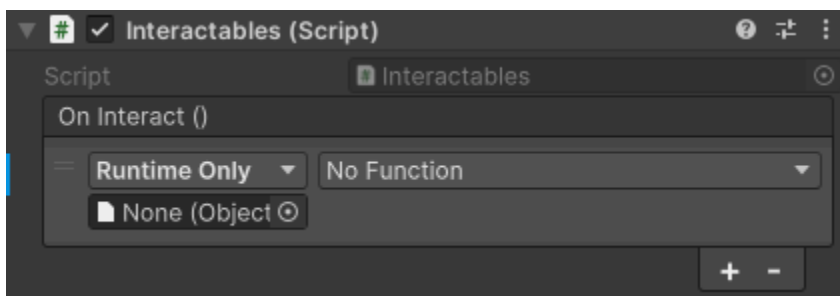 Interactables (Script)
Script Interactables
On Interact ()
Runtime Only No Function
None (Object